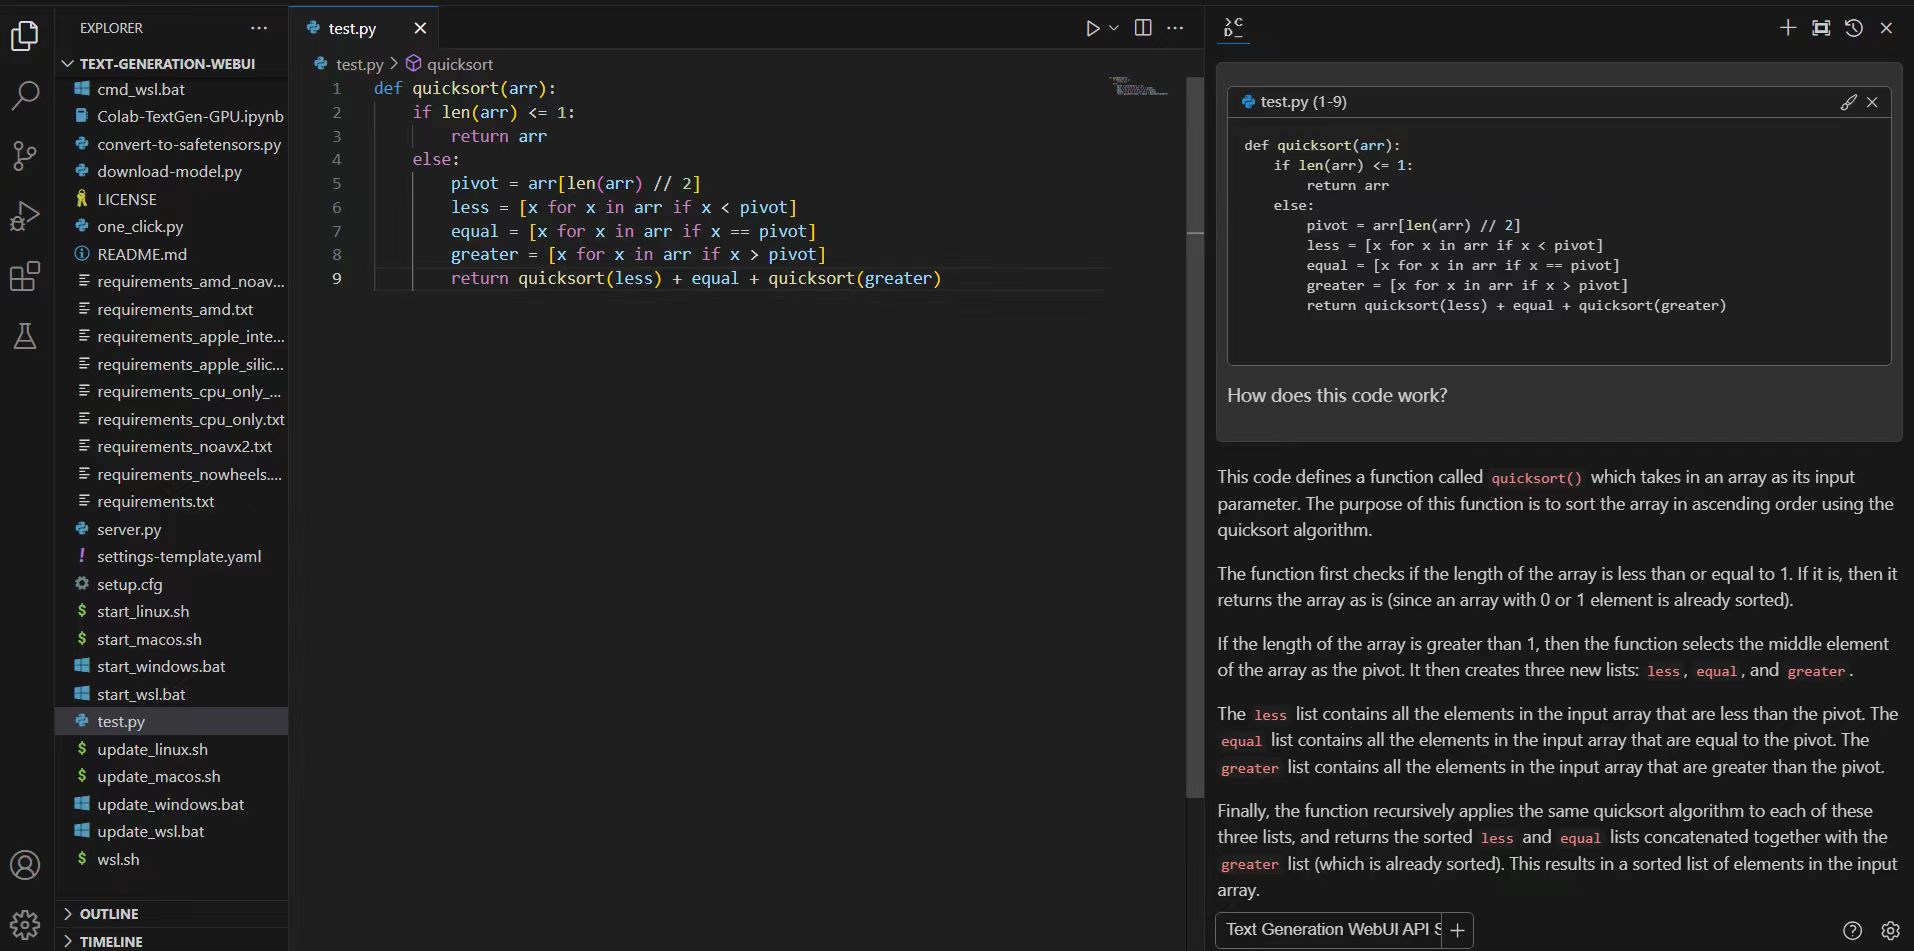 EXPLORER
TEXT-GENERATION-WEBUI
cmd_wsl.bat
Colab-TextGen-GPU.ipynb
convert-to-safetensors.py
download-model.py
LICENSE
one_click.py
README.md
requirements_amd_noav...
requirements_amd.txt
requirements_apple_inte...
requirements_apple_silic...
requirements_cpu_only_...
requirements_cpu_only.txt
requirements_noavx2.txt
requirements_nowheels....
requirements.txt
server.py
settings-template.yaml
setup.cfg
start_linux.sh
start_macos.sh
start_windows.bat
start_wsl.bat
test.py
update_linux.sh
update_macos.sh
update_windows.bat
update_wsl.bat
wsl.sh
OUTLINE
TIMELINE
test.py
test.py > quicksort
1 def quicksort(arr):
2 if len(arr) <= 1:
3 return arr
4 else:
5 pivot = arr[len(arr) // 2]
6 less = [x for x in arr if x < pivot]
7 equal = [x for x in arr if x == pivot]
8 greater = [x for x in arr if x > pivot]
9 return quicksort(less) + equal + quicksort(greater)
>C
D_
test.py (1-9)
def quicksort(arr):
if len(arr) <= 1:
return arr
else:
pivot = arr[len(arr) // 2]
less = [x for x in arr if x < pivot]
equal = [x for x in arr if x == pivot]
greater = [x for x in arr if x > pivot]
return quicksort(less) + equal + quicksort(greater)
How does this code work?
This code defines a function called quicksort() which takes in an array as its input
parameter. The purpose of this function is to sort the array in ascending order using the
quicksort algorithm.
The function first checks if the length of the array is less than or equal to 1. If it is, then it
returns the array as is (since an array with 0 or 1 element is already sorted).
If the length of the array is greater than 1, then the function selects the middle element
of the array as the pivot. It then creates three new lists: less, equal, and greater.
The less list contains all the elements in the input array that are less than the pivot. The
equal list contains all the elements in the input array that are equal to the pivot. The
greater list contains all the elements in the input array that are greater than the pivot.
Finally, the function recursively applies the same quicksort algorithm to each of these
three lists, and returns the sorted less and equal lists concatenated together with the
greater list (which is already sorted). This results in a sorted list of elements in the input
array.
Text Generation WebUI API S